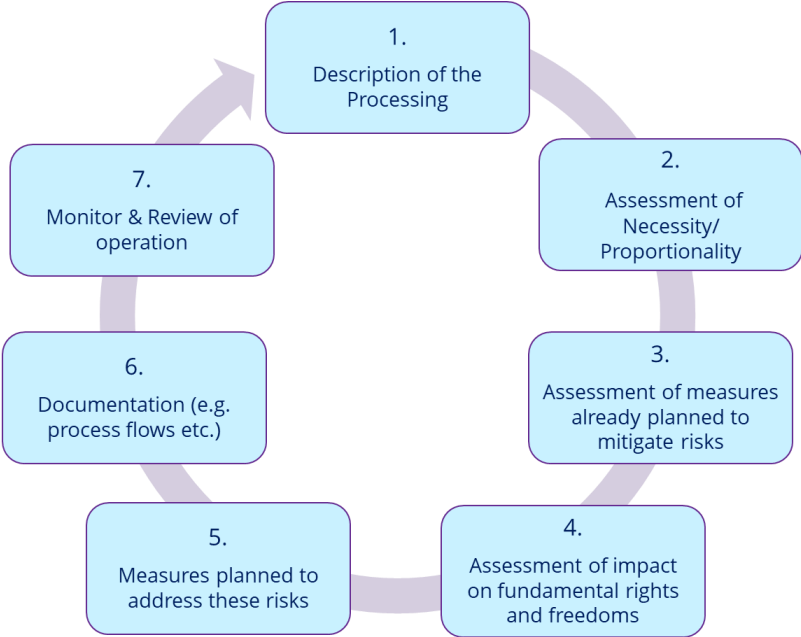 1.
Description of the
Processing
2.
Assessment of
Necessity/
Proportionality
3.
Assessment of measures
already planned to
mitigate risks
4.
Assessment of impact
on fundamental rights
and freedoms
5.
Measures planned to
address these risks
6.
Documentation (e.g.
process flows etc.)
7.
Monitor & Review of
operation